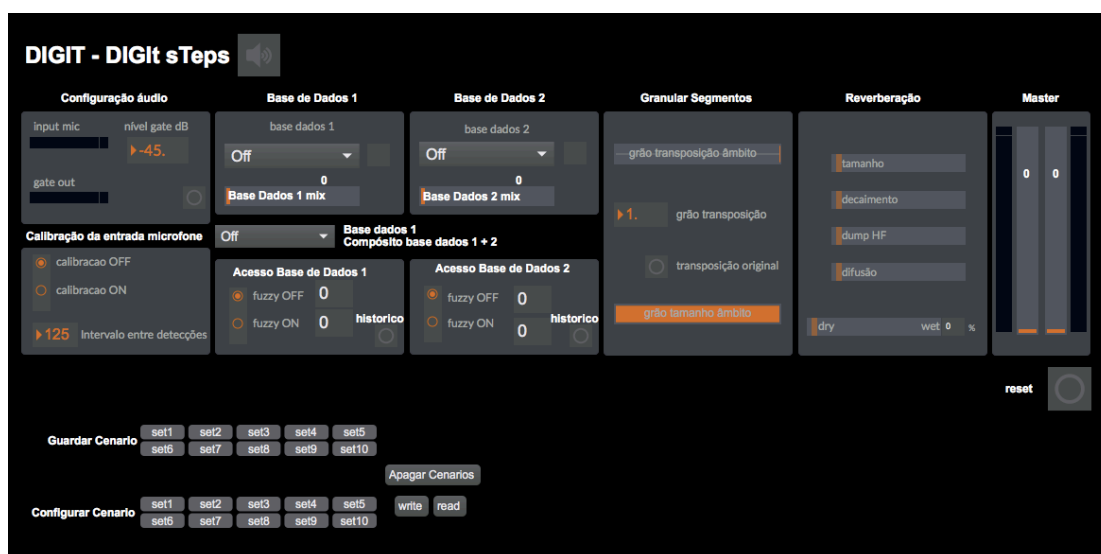 DIGIT - DIGIt sTeps
Configuração áudio
input mic
nível gate dB
-45.
gate out
Calibração da entrada microfone
calibracao OFF
calibracao ON
125 Intervalo entre detecções
Base de Dados 1
base dados 1
Off
0
Base Dados 1 mix
Base de Dados 2
base dados 2
Off
0
Base Dados 2 mix
Off
Base dados 1
Compósito base dados 1 + 2
Acesso Base de Dados 1
fuzzy OFF 0
fuzzy ON 0
historico
Acesso Base de Dados 2
fuzzy OFF 0
fuzzy ON 0
historico
Granular Segmentos
grão transposição âmbito
1. grão transposição
transposição original
grão tamanho âmbito
Reverberação
tamanho
decaimento
dump HF
difusão
dry wet 0 %
Master
0 0
reset
Guardar Cenario
set1 set2 set3 set4 set5
set6 set7 set8 set9 set10
Apagar Cenarios
Configurar Cenario
set1 set2 set3 set4 set5
set6 set7 set8 set9 set10
write read